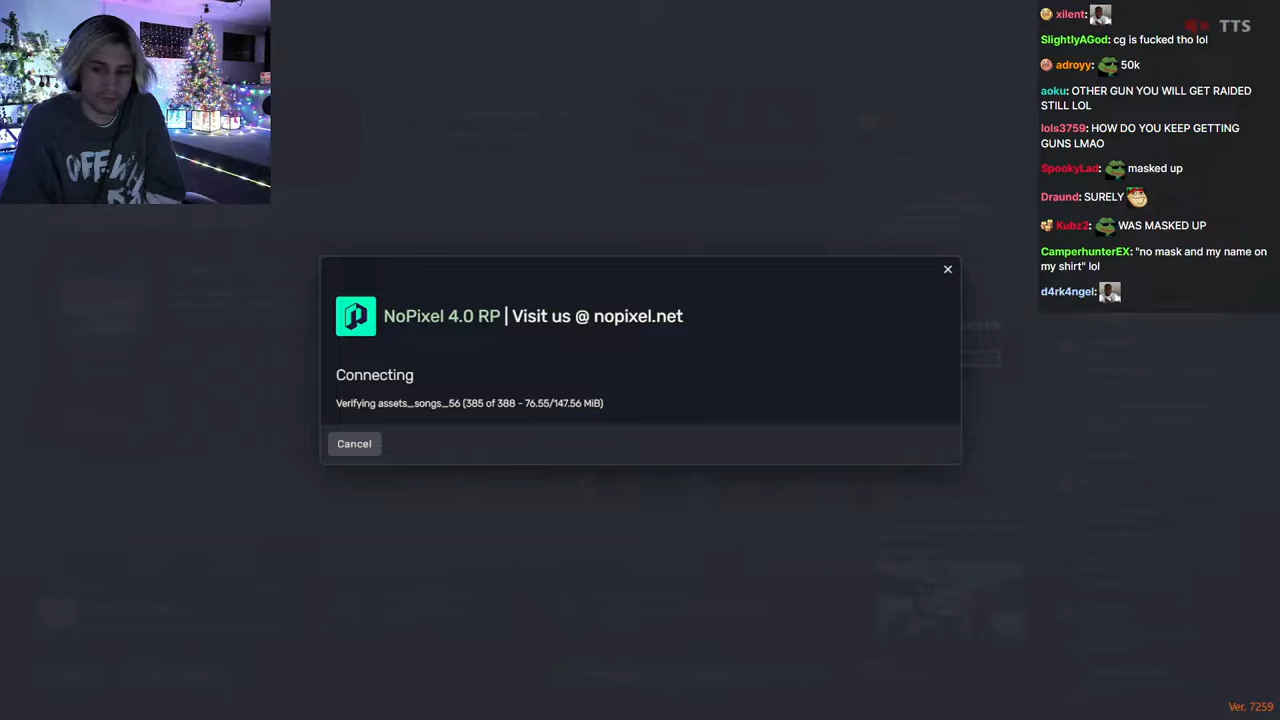 xilent:
TTS
SlightlyAGod: cg is fucked tho lol
adroyy: 50k
aoku: OTHER GUN YOU WILL GET RAIDED
STILL LOL
lols3759: HOW DO YOU KEEP GETTING
GUNS LMAO
SpookyLad: masked up
Draund: SURELY
Kubz2: WAS MASKED UP
CamperhunterEX: "no mask and my name on
my shirt" lol
d4rk4ngel:
OFF-WH
NoPixel 4.0 RP | Visit us @ nopixel.net
Connecting
Verifying assets_songs_56 (385 of 388 - 76.55/147.56 MiB)
Cancel
Ver. 7259